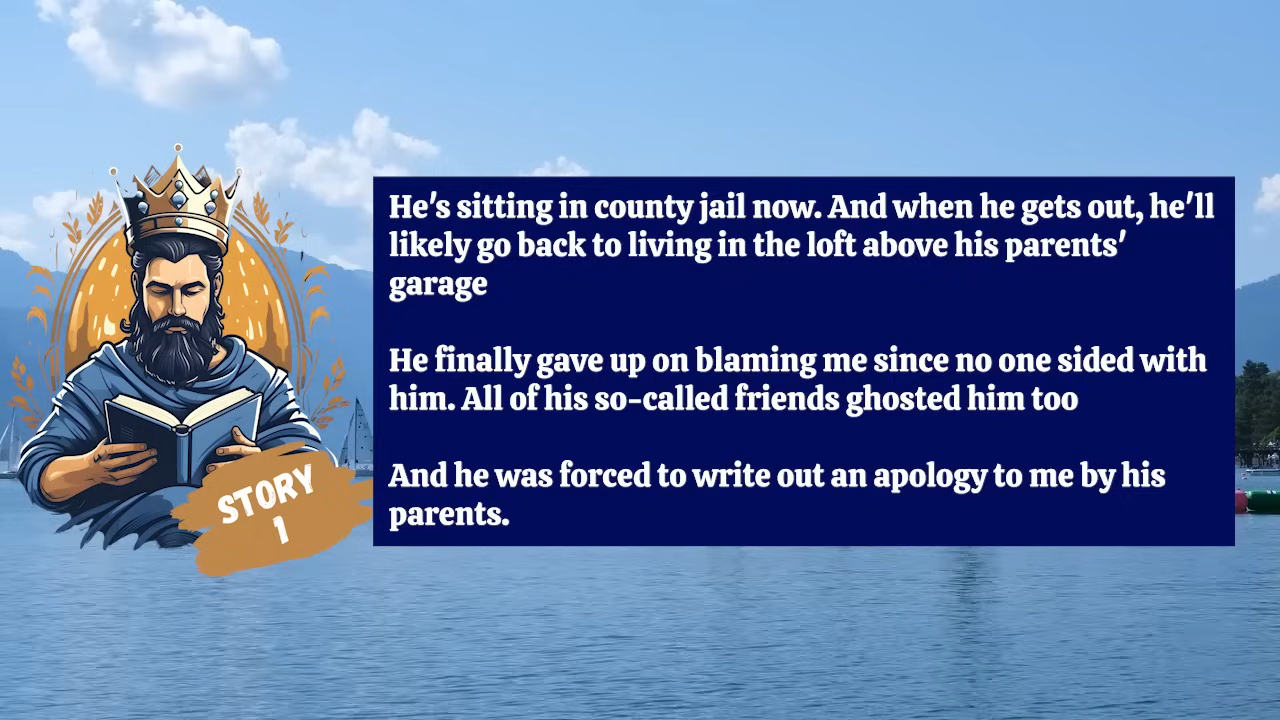 He's sitting in county jail now. And when he gets out, he'll
likely go back to living in the loft above his parents'
garage
He finally gave up on blaming me since no one sided with
him. All of his so-called friends ghosted him too
And he was forced to write out an apology to me by his
parents.
STORY
1